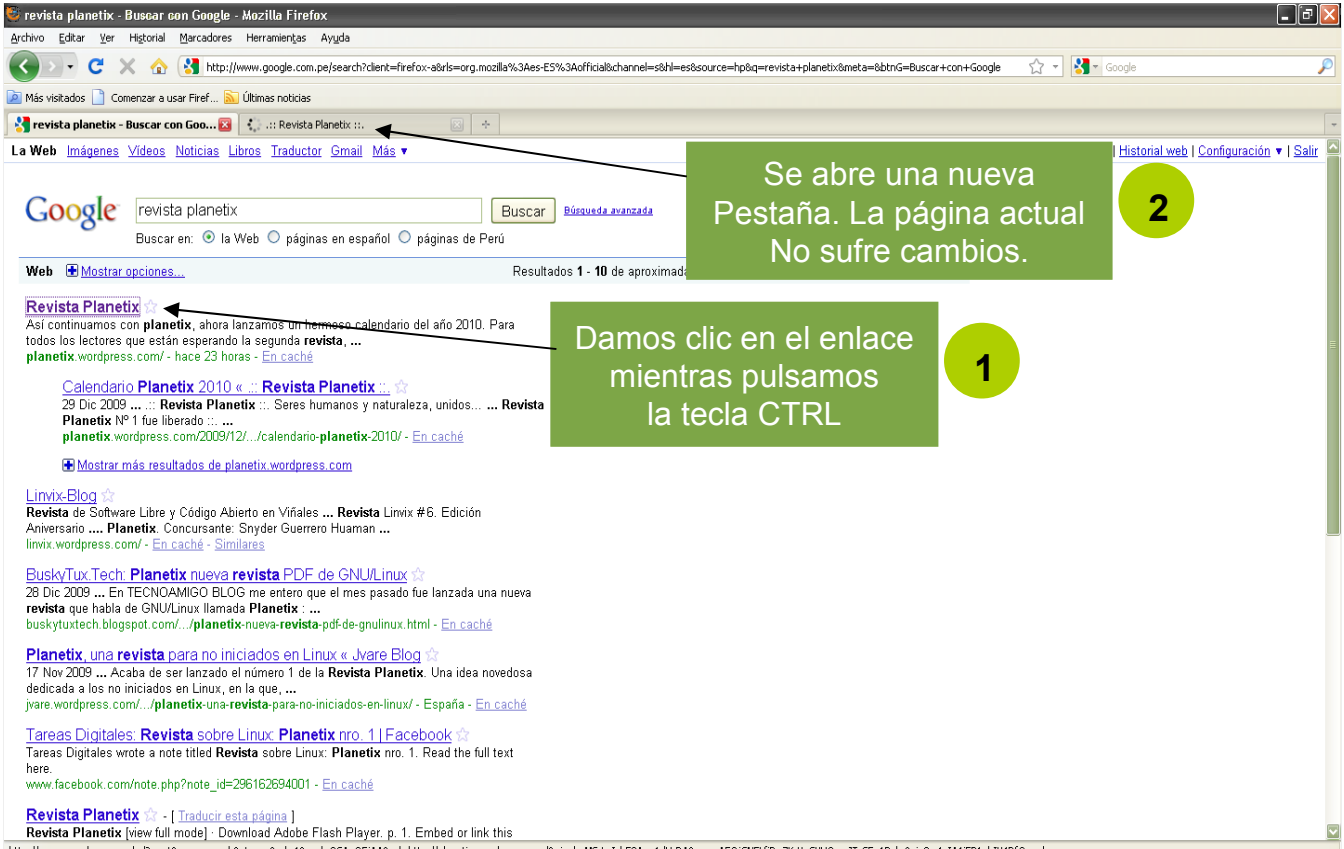 revista planetix - Buscar con Google - Mozilla Firefox
Archivo Editar Ver Historial Marcadores Herramientas Ayuda
http://www.google.com.pe/search?client=firefox-a&rls=org.mozilla%3Aes-ES%3Aofficial&channel=s&hl=es&source=hp&q=revista+planetix&meta=&btnG=Buscar+con+Google
Google
Más visitados Comenzar a usar Firef... Últimas noticias
revista planetix - Buscar con Goo... .:: Revista Planetix ::.
La Web Imágenes Vídeos Noticias Libros Traductor Gmail Más ▼ | Historial web | Configuración ▼ | Salir
Se abre una nueva
Pestaña. La página actual
No sufre cambios.
2
Google revista planetix Buscar Búsqueda avanzada
Buscar en: la Web páginas en español páginas de Perú
Web Mostrar opciones... Resultados 1 - 10 de
Damos clic en el enlace
mientras pulsamos
la tecla CTRL
1
Revista Planetix
Así continuamos con planetix, ahora lanzamos un hermoso calendario del año 2010. Para
todos los lectores que están esperando la segunda revista, ...
planetix.wordpress.com/ - hace 23 horas - En caché
Calendario Planetix 2010 « .:: Revista Planetix ::.
29 Dic 2009 ... .:: Revista Planetix ::. Seres humanos y naturaleza, unidos... ... Revista
Planetix Nº 1 fue liberado ::. ...
planetix.wordpress.com/2009/12/.../calendario-planetix-2010/ - En caché
Mostrar más resultados de planetix.wordpress.com
Linvix-Blog
Revista de Software Libre y Código Abierto en Viñales ... Revista Linvix #6. Edición
Aniversario .... Planetix. Concursante: Snyder Guerrero Huaman ...
linvix.wordpress.com/ - En caché - Similares
BuskyTux.Tech: Planetix nueva revista PDF de GNU/Linux
28 Dic 2009 ... En TECNOAMIGO BLOG me entero que el mes pasado fue lanzada una nueva
revista que habla de GNU/Linux llamada Planetix : ...
buskytuxtech.blogspot.com/.../planetix-nueva-revista-pdf-de-gnulinux.html - En caché
Planetix, una revista para no iniciados en Linux « Jvare Blog
17 Nov 2009 ... Acaba de ser lanzado el número 1 de la Revista Planetix. Una idea novedosa
dedicada a los no iniciados en Linux, en la que, ...
jvare.wordpress.com/.../planetix-una-revista-para-no-iniciados-en-linux/ - España - En caché
Tareas Digitales: Revista sobre Linux: Planetix nro. 1 | Facebook
Tareas Digitales wrote a note titled Revista sobre Linux: Planetix nro. 1. Read the full text
here.
www.facebook.com/note.php?note_id=296162694001 - En caché
Revista Planetix - [ Traducir esta página ]
Revista Planetix [view full mode] · Download Adobe Flash Player. p. 1. Embed or link this